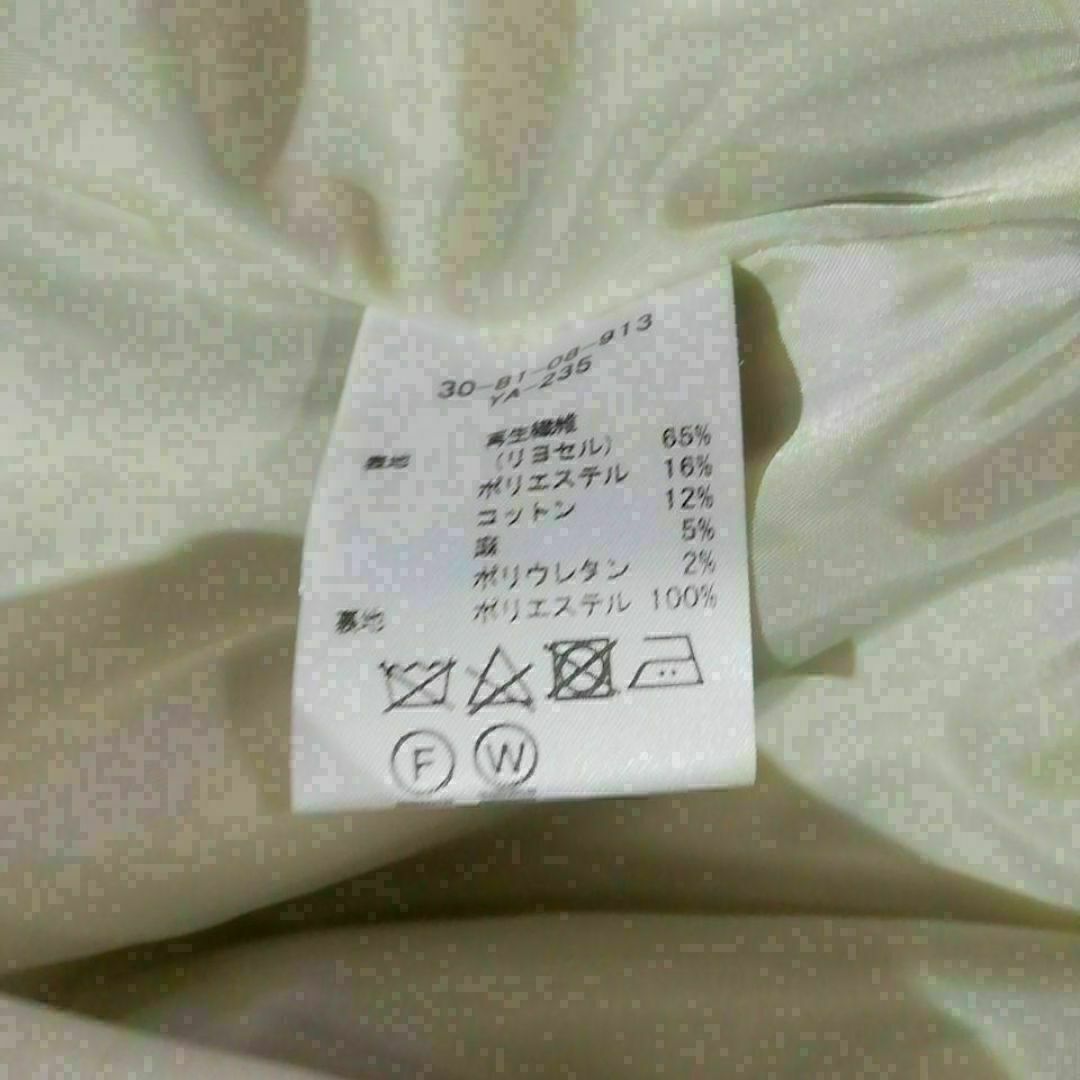 30-81-08-913
YA-235
表地 再生繊維
(リヨセル) 65%
ポリエステル 16%
コットン 12%
麻 5%
ポリウレタン 2%
裏地 ポリエステル 100%
F W